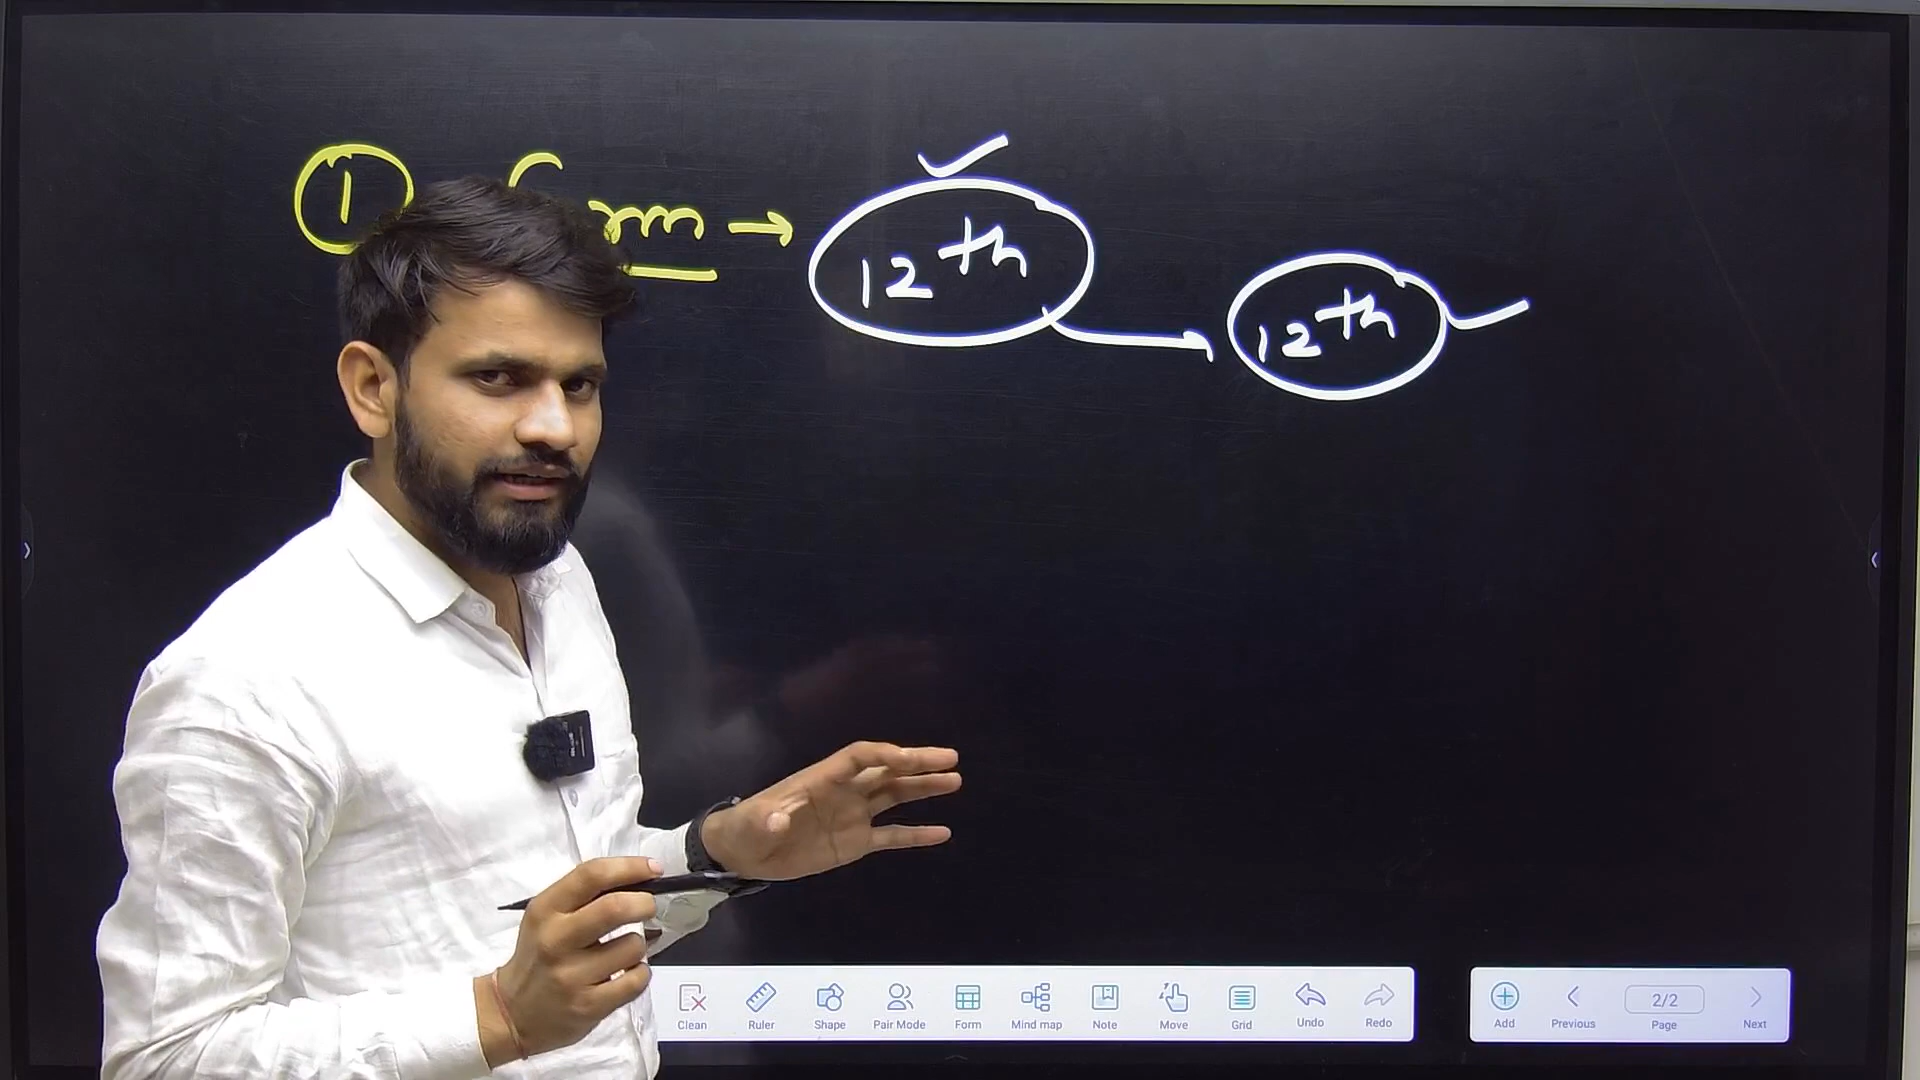 1
12th
12th
Clean Ruler Shape Pair Mode Form Mind map Note Move Grid Undo Redo
Add Previous 2/2 Page Next